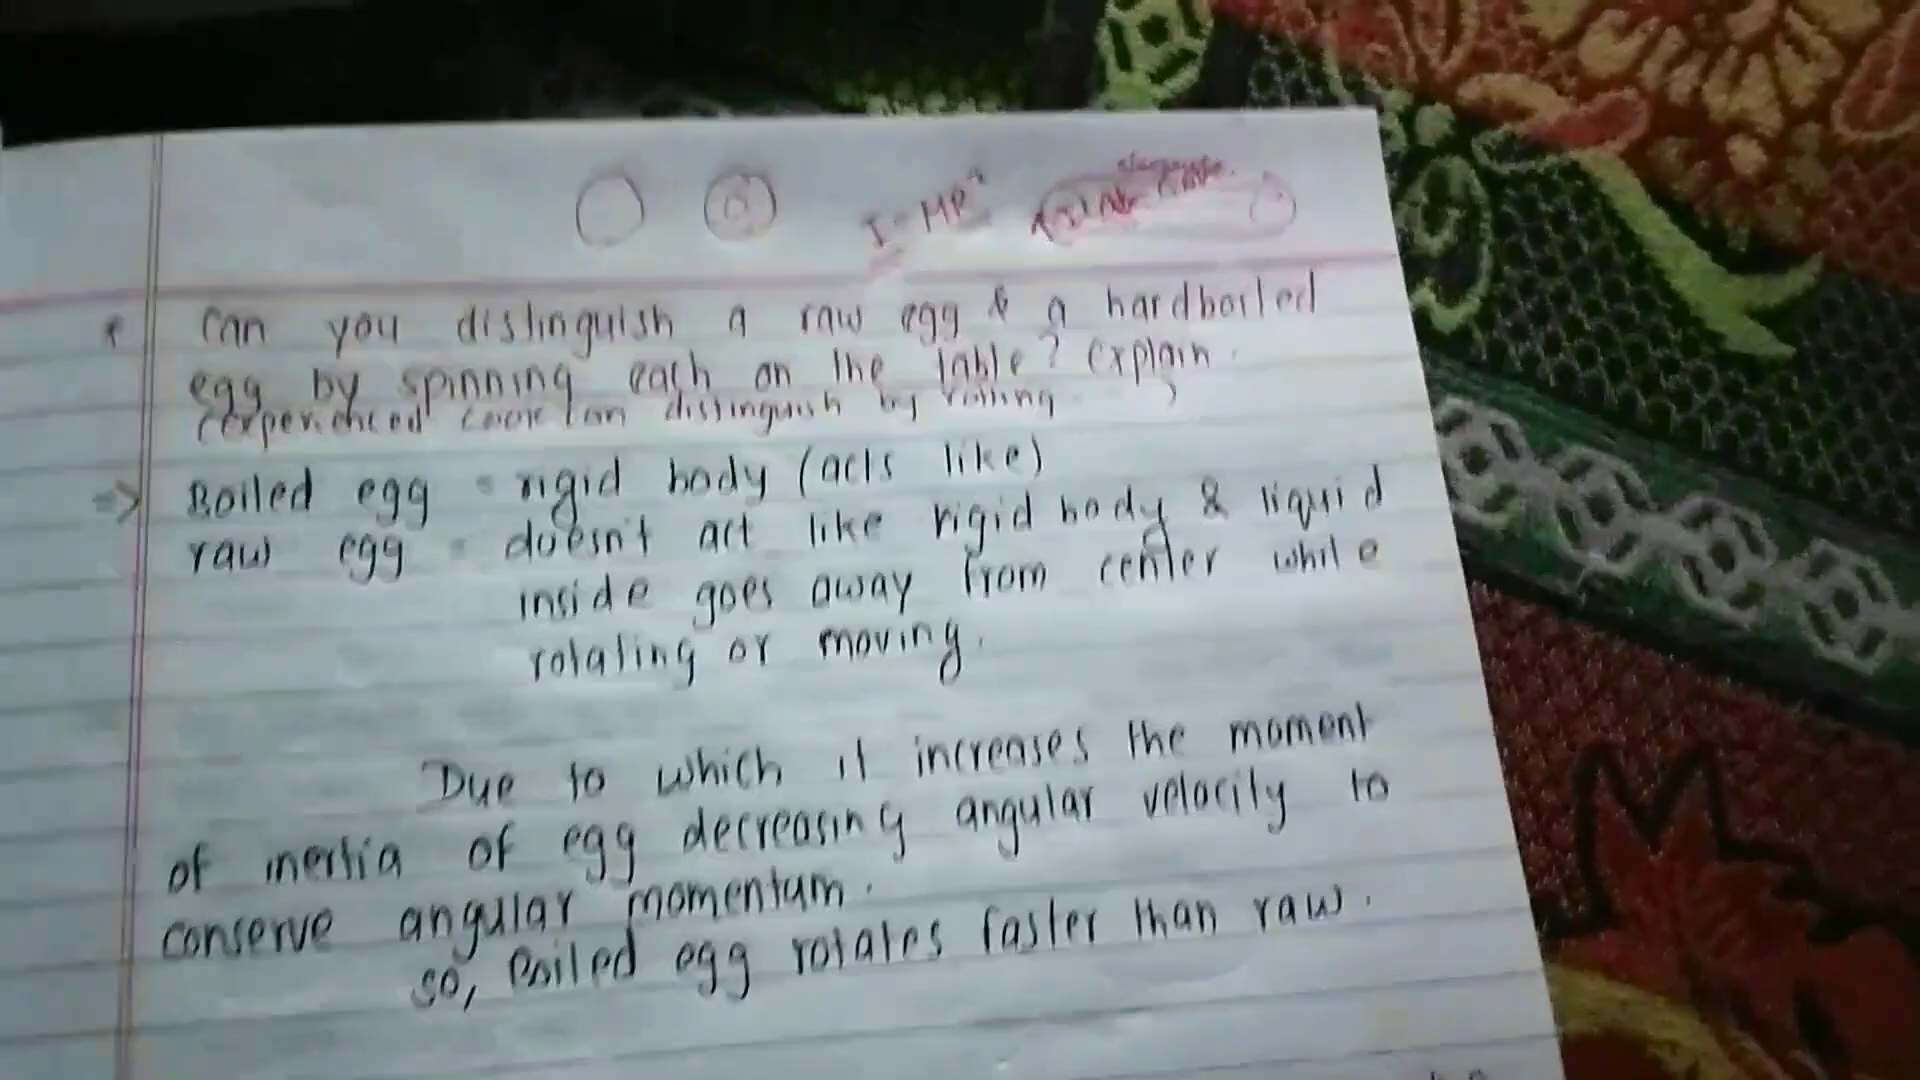 I = MR²
* Can you distinguish a raw egg & a hardboiled
egg by spinning each on the table? Explain.
(experienced cook can distinguish by rolling)
=> Boiled egg = rigid body (acts like)
raw egg = doesn't act like rigid body & liquid
inside goes away from center while
rotating or moving.
Due to which it increases the moment
of inertia of egg decreasing angular velocity to
conserve angular momentum.
so, Boiled egg rotates faster than raw.